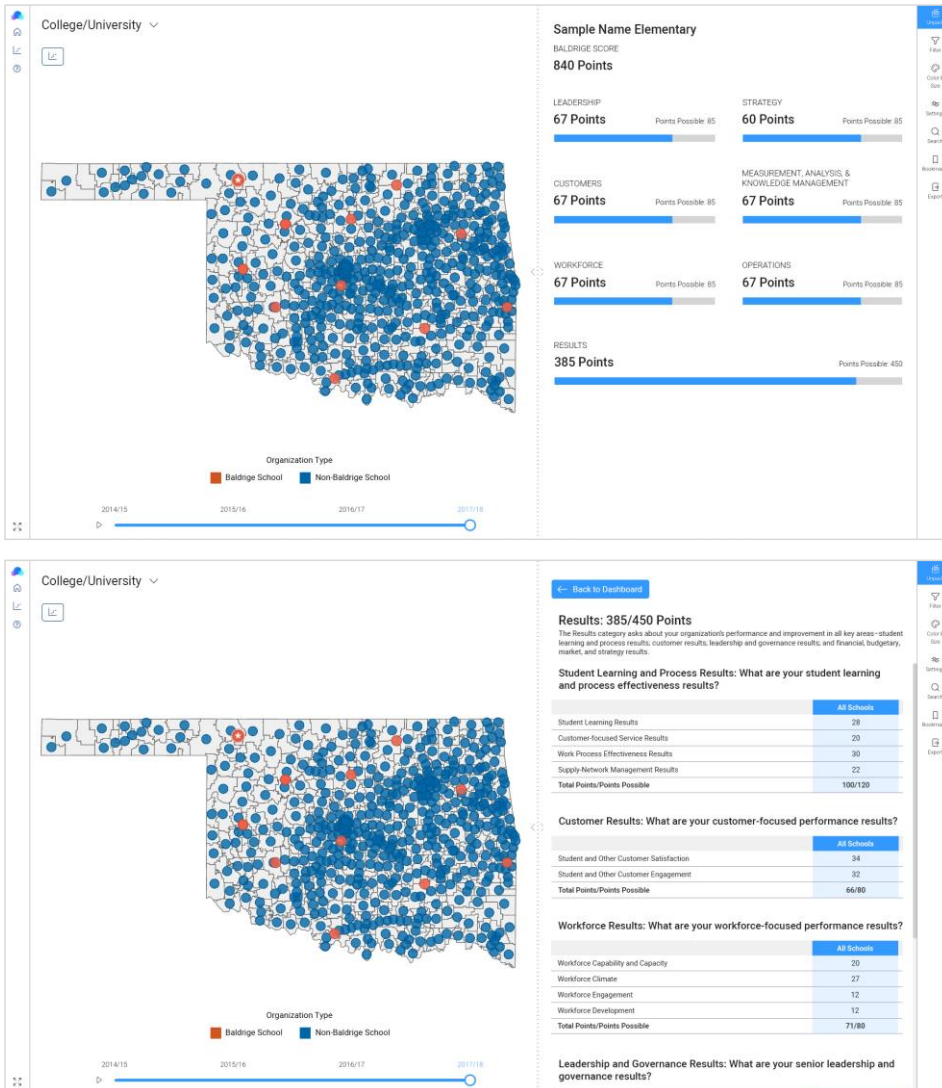 College/University
Sample Name Elementary
BALDRIGE SCORE
840 Points
LEADERSHIP
67 Points Points Possible: 85
STRATEGY
60 Points Points Possible: 85
CUSTOMERS
67 Points Points Possible: 85
MEASUREMENT, ANALYSIS, &
KNOWLEDGE MANAGEMENT
67 Points Points Possible: 85
WORKFORCE
67 Points Points Possible: 85
OPERATIONS
67 Points Points Possible: 85
RESULTS
385 Points Points Possible: 450
Organization Type
Baldrige School Non-Baldrige School
2014/15 2015/16 2016/17 2017/18
Filter
Size
Search
College/University
← Back to Dashboard
Results: 385/450 Points
The Results category asks about your organization's performance and improvement in all key areas–student
learning and process results; customer results; leadership and governance results; and financial, budgetary,
market, and strategy results.
Student Learning and Process Results: What are your student learning
and process effectiveness results?
All Schools
Student Learning Results 28
Customer-focused Service Results 20
Work Process Effectiveness Results 30
Supply-Network Management Results 22
Total Points/Points Possible 100/120
Customer Results: What are your customer-focused performance results?
All Schools
Student and Other Customer Satisfaction 34
Student and Other Customer Engagement 32
Total Points/Points Possible 66/80
Workforce Results: What are your workforce-focused performance results?
All Schools
Workforce Capability and Capacity 20
Workforce Climate 27
Workforce Engagement 12
Workforce Development 12
Total Points/Points Possible 71/80
Leadership and Governance Results: What are your senior leadership and
governance results?
Organization Type
Baldrige School Non-Baldrige School
2014/15 2015/16 2016/17 2017/18
Filter
Size
Search